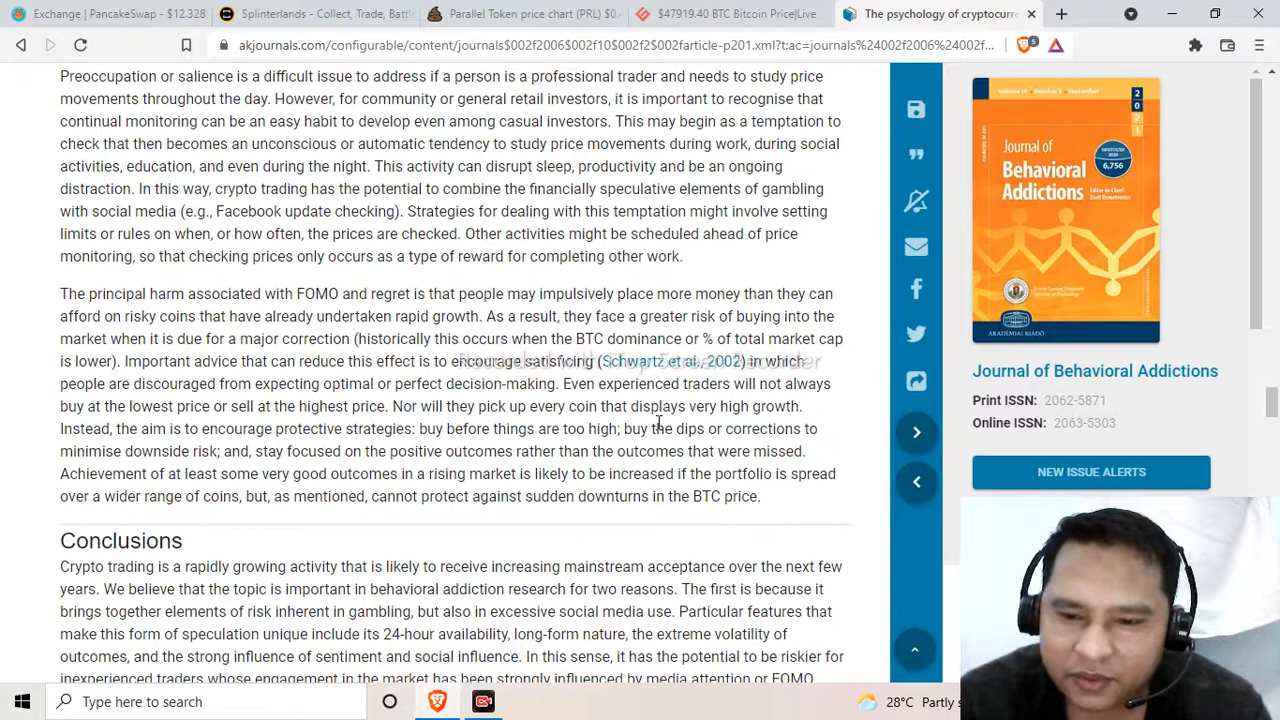 Exchange | PancakeSwap - $12.328
Splinterlands - Collect, Trade, Battl
Parallel Token price chart (PRL) $0.
$47919.40 BTC Bitcoin Price|Live
The psychology of cryptocurre
akjournals.com/configurable/content/journals$002f2006$002f10$002f2$002farticle-p201.xml?t:ac=journals%24002f2006%24002f...
5
Preoccupation or salience is a difficult issue to address if a person is a professional trader and needs to study price
movements throughout the day. However, for community or general retail investors, it is important to recognise that
continual monitoring can be an easy habit to develop even among casual investors. This may begin as a temptation to
check that then becomes an unconscious or automatic tendency to study price movements during work, during social
activities, education, and even during sleep. This activity can disrupt sleep, productivity and be an ongoing
distraction. In this way, crypto trading has the potential to combine the financially speculative elements of gambling
with social media (e.g., Facebook update checking). Strategies for dealing with this temptation might involve setting
limits or rules on when, or how often, the prices are checked. Other activities might be scheduled ahead of price
monitoring, so that checking prices only occurs as a type of reward for completing other work.
The principal harm associated with FOMO and regret is that people may impulsively place more money than they can
afford on risky coins that have already undertaken rapid growth. As a result, they face a greater risk of buying into the
market when it is due for a major correction (historically this occurs when the BTC dominance or % of total market cap
is lower). Important advice that can reduce this effect is to encourage satisficing (Schwartz et al., 2002) in which
people are discouraged from expecting optimal or perfect decision-making. Even experienced traders will not always
buy at the lowest price or sell at the highest price. Nor will they pick up every coin that displays very high growth.
Instead, the aim is to encourage protective strategies: buy before things are too high; buy the dips or corrections to
minimise downside risk; and, stay focused on the positive outcomes rather than the outcomes that were missed.
Achievement of at least some very good outcomes in a rising market is likely to be increased if the portfolio is spread
over a wider range of coins, but, as mentioned, cannot protect against sudden downturns in the BTC price.
Conclusions
Crypto trading is a rapidly growing activity that is likely to receive increasing mainstream acceptance over the next few
years. We believe that the topic is important in behavioral addiction research for two reasons. The first is because it
brings together elements of risk inherent in gambling, but also in excessive social media use. Particular features that
make this form of speculation unique include its 24-hour availability, long-form nature, the extreme volatility of
outcomes, and the strong influence of sentiment and social influence. In this sense, it has the potential to be riskier for
inexperienced traders whose engagement in the market has been strongly influenced by media attention or FOMO
2
0
2
1
Journal of
Behavioral
Addictions
6,756
AKADÉMIAI KIADÓ
Journal of Behavioral Addictions
Print ISSN: 2062-5871
Online ISSN: 2063-5303
NEW ISSUE ALERTS
Type here to search
28°C Partly s